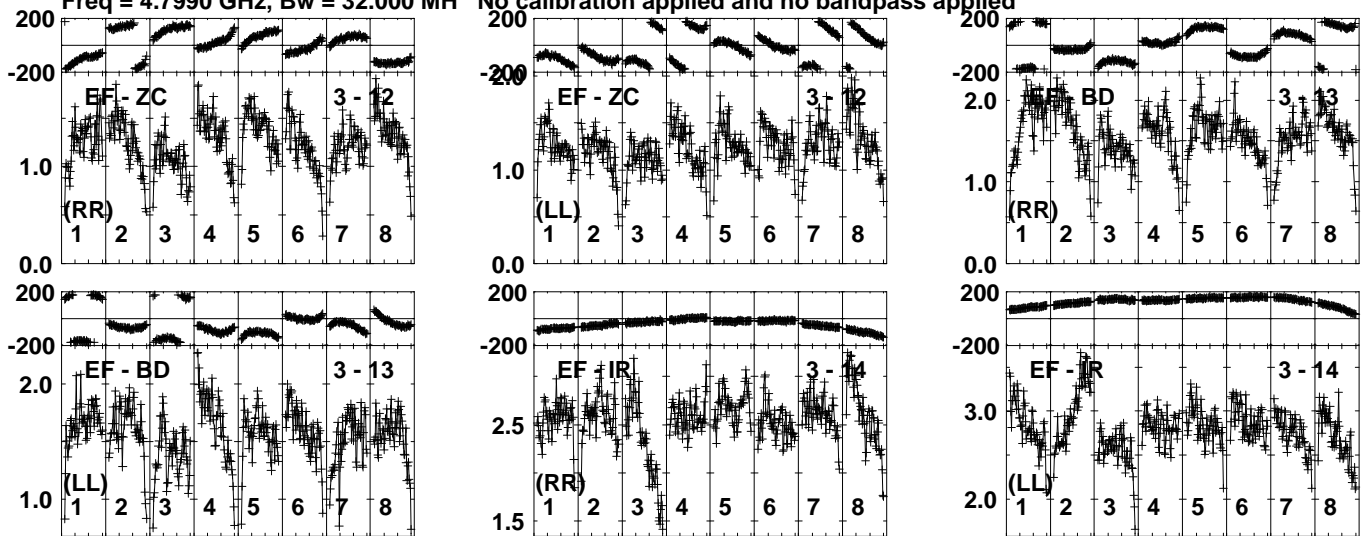 Freq = 4.7990 GHz, Bw = 32.000 MH No calibration applied and no bandpass applied
200 200 200
-200 -200 -200
2.0
EF - ZC 3 - 12 EF - ZC 3 - 12 EF - BD 3 - 13
2.0
1.0 1.0 1.0
(RR) (LL) (RR)
1 2 3 4 5 6 7 8 1 2 3 4 5 6 7 8 1 2 3 4 5 6 7 8
0.0 0.0 0.0
200 200 200
-200 -200 -200
EF - BD 3 - 13 EF - IR 3 - 14 EF - IR 3 - 14
2.0 2.5 3.0
1.0 2.0
(LL) (RR) (LL)
1 2 3 4 5 6 7 8 1 2 3 4 5 6 7 8 1 2 3 4 5 6 7 8
1.5